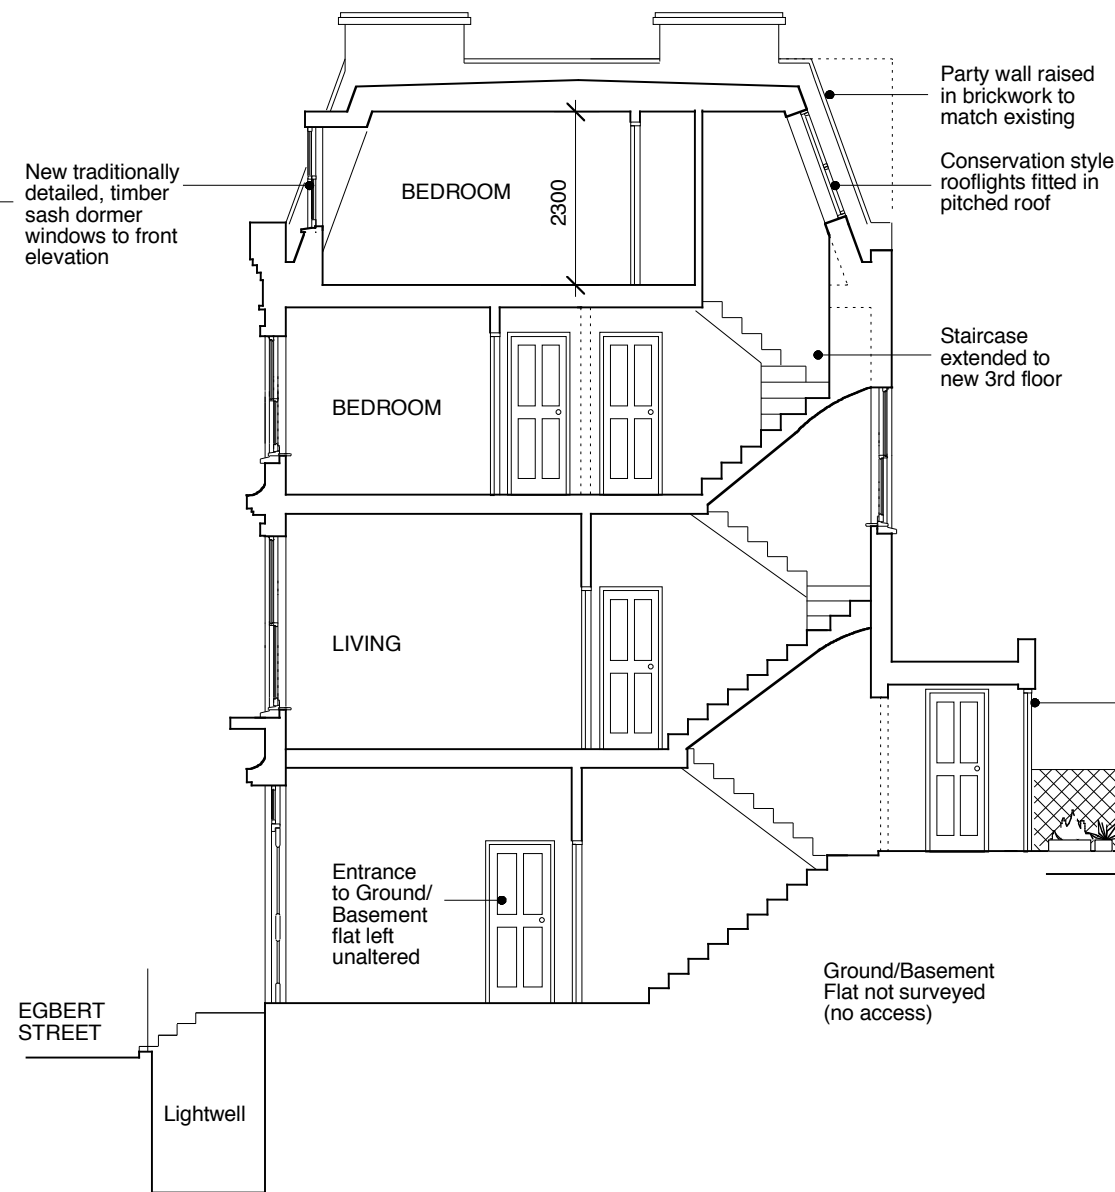 Party wall raised
in brickwork to
match existing
New traditionally
detailed, timber
sash dormer
windows to front
elevation
BEDROOM
2300
Conservation style
rooflights fitted in
pitched roof
Staircase
extended to
new 3rd floor
BEDROOM
LIVING
Entrance
to Ground/
Basement
flat left
unaltered
Ground/Basement
Flat not surveyed
(no access)
EGBERT
STREET
Lightwell